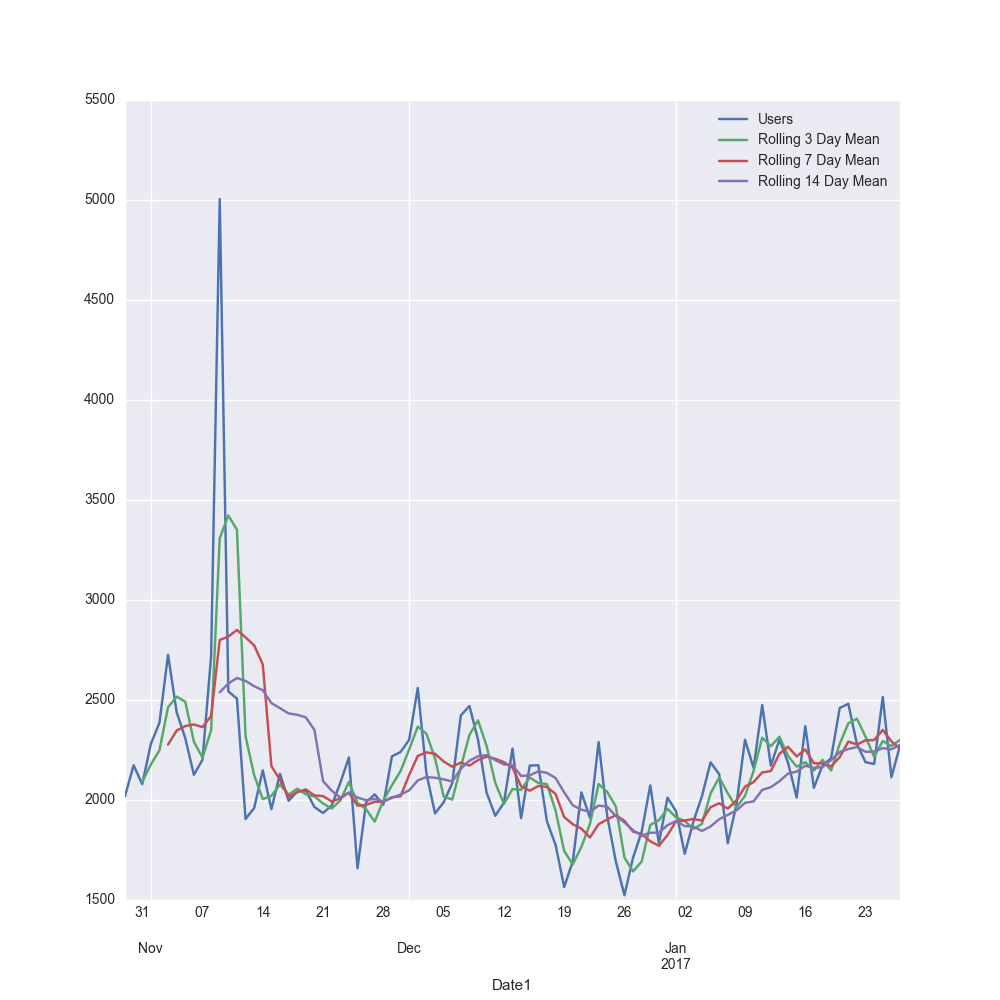 5500
Users
Rolling 3 Day Mean
Rolling 7 Day Mean
Rolling 14 Day Mean
5000
4500
4000
3500
3000
2500
2000
1500
31 07 14 21 28 05 12 19 26 02 09 16 23
Nov Dec Jan
2017
Date1